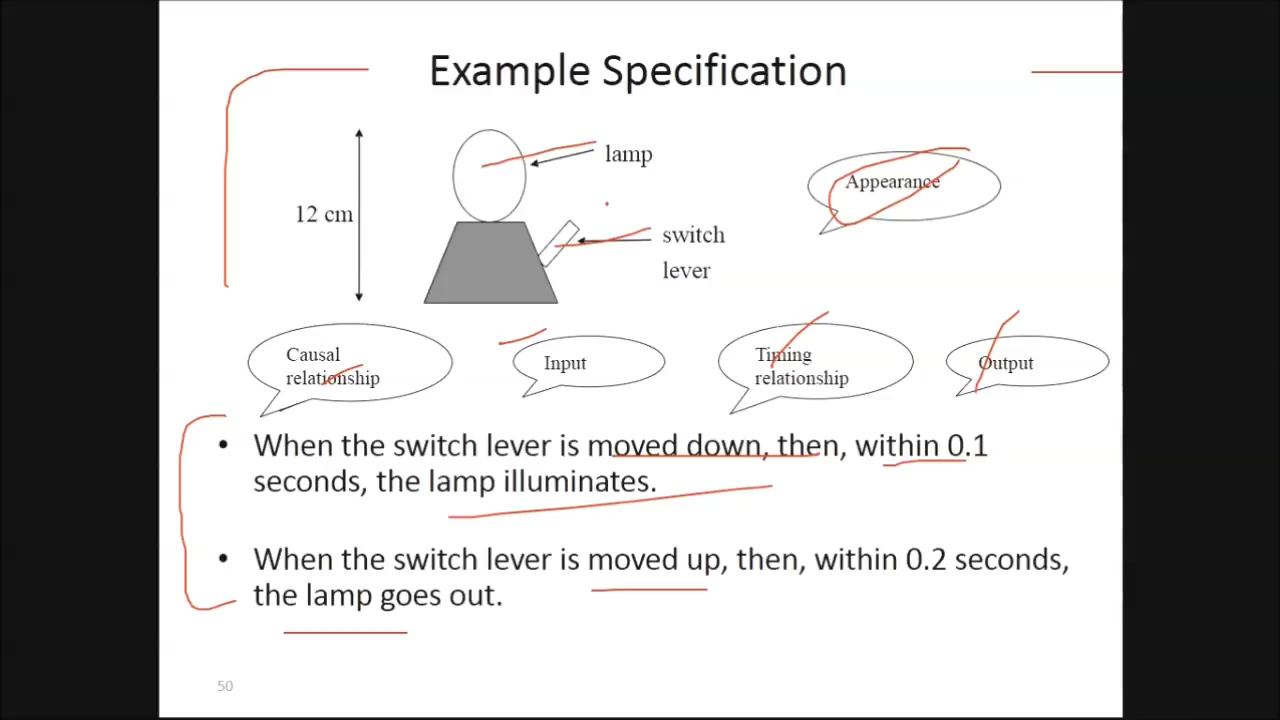 Example Specification
lamp
12 cm
switch
lever
Appearance
Causal
relationship
Input
Timing
relationship
Output
• When the switch lever is moved down, then, within 0.1
seconds, the lamp illuminates.
• When the switch lever is moved up, then, within 0.2 seconds,
the lamp goes out.
50